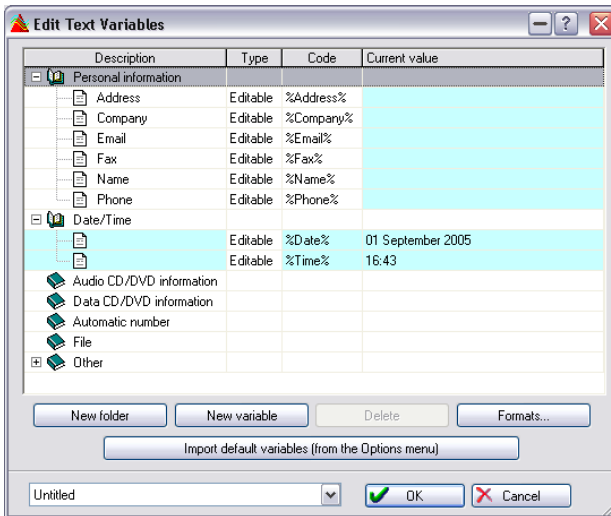 Edit Text Variables
Description Type Code Current value
Personal information
Address Editable %Address%
Company Editable %Company%
Email Editable %Email%
Fax Editable %Fax%
Name Editable %Name%
Phone Editable %Phone%
Date/Time
Editable %Date% 01 September 2005
Editable %Time% 16:43
Audio CD/DVD information
Data CD/DVD information
Automatic number
File
Other
New folder New variable Delete Formats...
Import default variables (from the Options menu)
Untitled OK Cancel